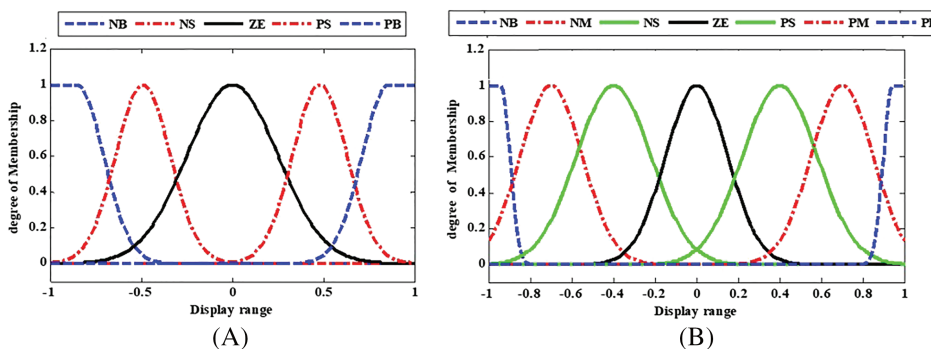 NB NS ZE PS PB
1.2
1
0.8
0.6
0.4
0.2
0
degree of Membership
-1 -0.5 0 0.5 1
Display range
(A)
NB NM NS ZE PS PM
1.2
1
0.8
0.6
0.4
0.2
0
degree of Membership
-1 -0.8 -0.6 -0.4 -0.2 0 0.2 0.4 0.6 0.8 1
Display range
(B)